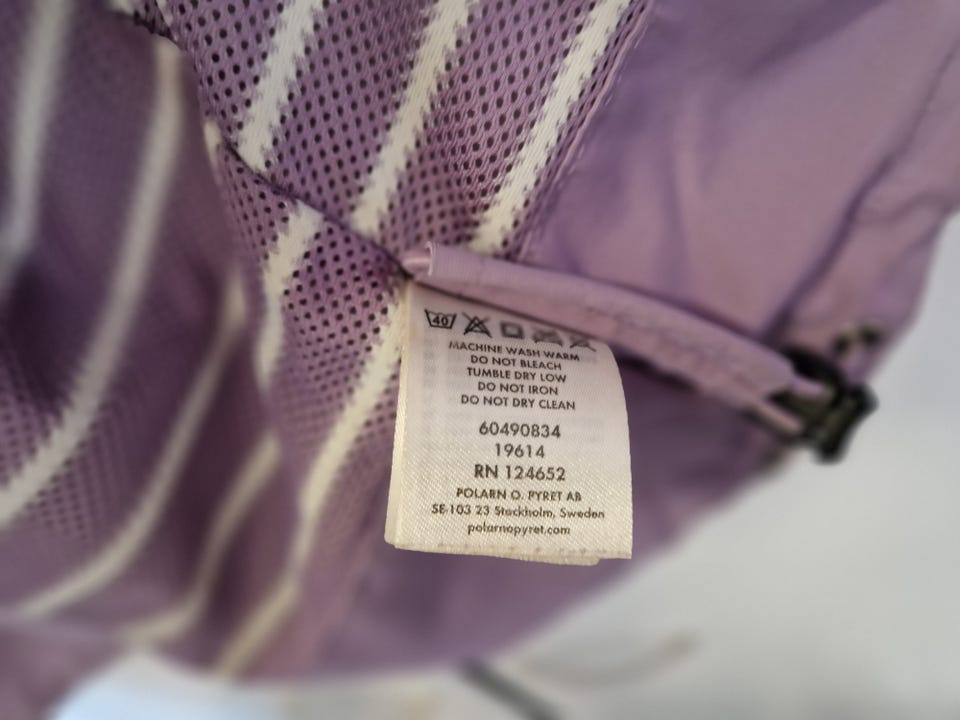 40
MACHINE WASH WARM
DO NOT BLEACH
TUMBLE DRY LOW
DO NOT IRON
DO NOT DRY CLEAN
60490834
19614
RN 124652
POLARN O. PYRET AB
SE-103 23 Stockholm, Sweden
polarnopyret.com